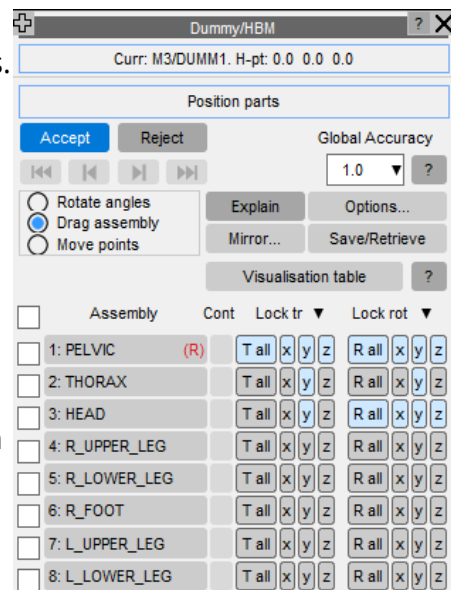 Dummy/HBM ? X
Curr: M3/DUMM1. H-pt: 0.0 0.0 0.0
s.
Position parts
Accept Reject Global Accuracy
1.0 ▼ ?
Rotate angles
Drag assembly
Move points
Explain Options...
Mirror... Save/Retrieve
Visualisation table ?
Assembly Cont Lock tr ▼ Lock rot ▼
1: PELVIC (R) T all x y z R all x y z
2: THORAX T all x y z R all x y z
3: HEAD T all x y z R all x y z
4: R_UPPER_LEG T all x y z R all x y z
5: R_LOWER_LEG T all x y z R all x y z
6: R_FOOT T all x y z R all x y z
7: L_UPPER_LEG T all x y z R all x y z
8: L_LOWER_LEG T all x y z R all x y z